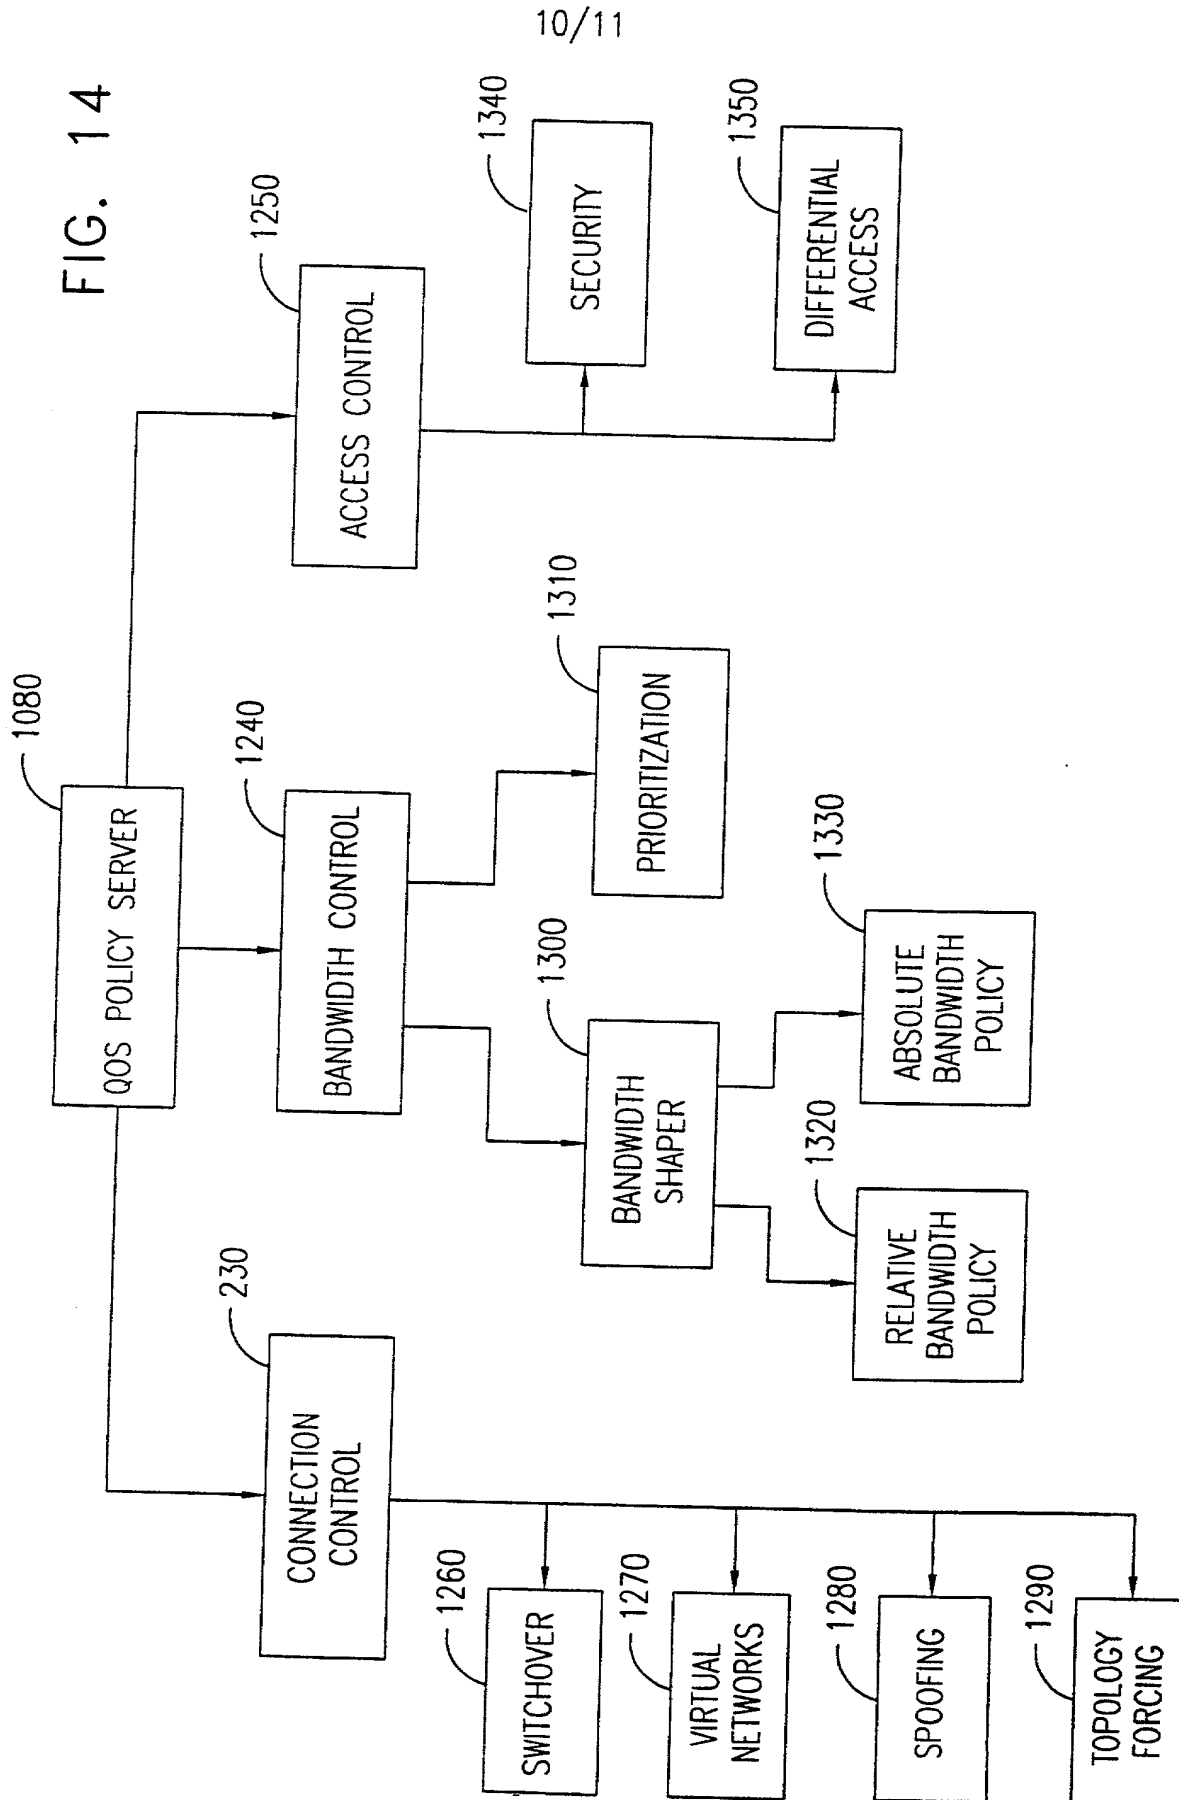 10/11
FIG. 14
1080
QOS POLICY SERVER
230
CONNECTION
CONTROL
1240
BANDWIDTH CONTROL
1250
ACCESS CONTROL
1260
SWITCHOVER
1270
VIRTUAL
NETWORKS
1280
SPOOFING
1290
TOPOLOGY
FORCING
1300
BANDWIDTH
SHAPER
1310
PRIORITIZATION
1320
RELATIVE
BANDWIDTH
POLICY
1330
ABSOLUTE
BANDWIDTH
POLICY
1340
SECURITY
1350
DIFFERENTIAL
ACCESS